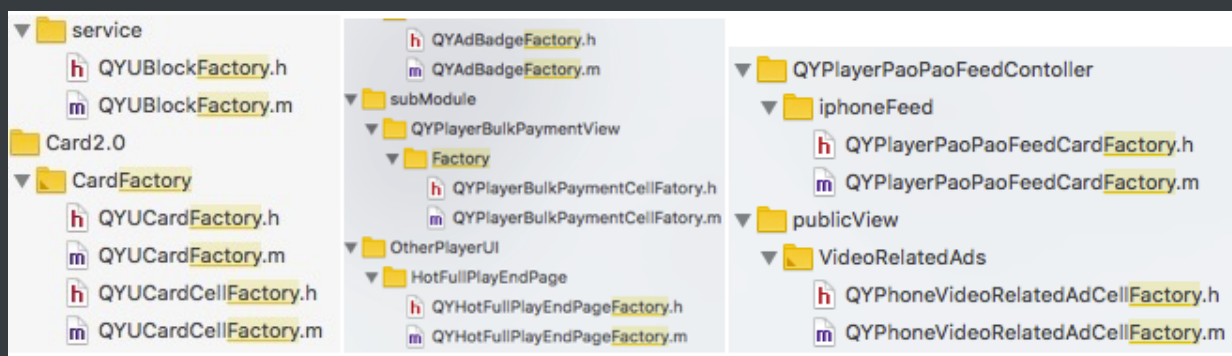 service
h QYUBlockFactory.h
m QYUBlockFactory.m
Card2.0
CardFactory
h QYUCardFactory.h
m QYUCardFactory.m
h QYUCardCellFactory.h
m QYUCardCellFactory.m
h QYAdBadgeFactory.h
m QYAdBadgeFactory.m
subModule
QYPlayerBulkPaymentView
Factory
h QYPlayerBulkPaymentCellFatory.h
m QYPlayerBulkPaymentCellFatory.m
OtherPlayerUI
HotFullPlayEndPage
h QYHotFullPlayEndPageFactory.h
m QYHotFullPlayEndPageFactory.m
QYPlayerPaoPaoFeedContoller
iphoneFeed
h QYPlayerPaoPaoFeedCardFactory.h
m QYPlayerPaoPaoFeedCardFactory.m
publicView
VideoRelatedAds
h QYPhoneVideoRelatedAdCellFactory.h
m QYPhoneVideoRelatedAdCellFactory.m